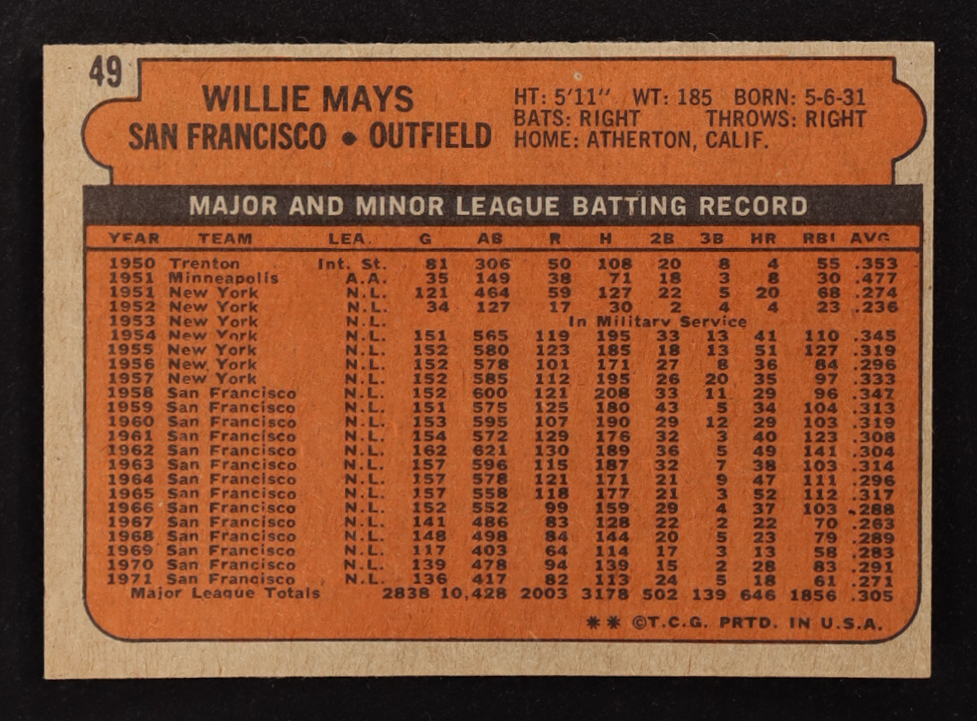 49
WILLIE MAYS
SAN FRANCISCO • OUTFIELD
HT: 5'11" WT: 185 BORN: 5-6-31
BATS: RIGHT THROWS: RIGHT
HOME: ATHERTON, CALIF.
MAJOR AND MINOR LEAGUE BATTING RECORD
YEAR TEAM LEA. G AB R H 2B 3B HR RBI AVG
1950 Trenton Int. St. 81 306 50 108 20 8 4 55 .353
1951 Minneapolis A.A. 35 149 38 71 18 3 8 30 .477
1951 New York N.L. 121 464 59 127 22 5 20 68 .274
1952 New York N.L. 34 127 17 30 2 4 4 23 .236
1953 New York N.L. In Military Service
1954 New York N.L. 151 565 119 195 33 13 41 110 .345
1955 New York N.L. 152 580 123 185 18 13 51 127 .319
1956 New York N.L. 152 578 101 171 27 8 36 84 .296
1957 New York N.L. 152 585 112 195 26 20 35 97 .333
1958 San Francisco N.L. 152 600 121 208 33 11 29 96 .347
1959 San Francisco N.L. 151 575 125 180 43 5 34 104 .313
1960 San Francisco N.L. 153 595 107 190 29 12 29 103 .319
1961 San Francisco N.L. 154 572 129 176 32 3 40 123 .308
1962 San Francisco N.L. 162 621 130 189 36 5 49 141 .304
1963 San Francisco N.L. 157 596 115 187 32 7 38 103 .314
1964 San Francisco N.L. 157 578 121 171 21 9 47 111 .296
1965 San Francisco N.L. 157 558 118 177 21 3 52 112 .317
1966 San Francisco N.L. 152 552 99 159 29 4 37 103 .288
1967 San Francisco N.L. 141 486 83 128 22 2 22 70 .263
1968 San Francisco N.L. 148 498 84 144 20 5 23 79 .289
1969 San Francisco N.L. 117 403 64 114 17 3 13 58 .283
1970 San Francisco N.L. 139 478 94 139 15 2 28 83 .291
1971 San Francisco N.L. 136 417 82 113 24 5 18 61 .271
Major League Totals 2838 10,428 2003 3178 502 139 646 1856 .305
** ©T.C.G. PRTD. IN U.S.A.